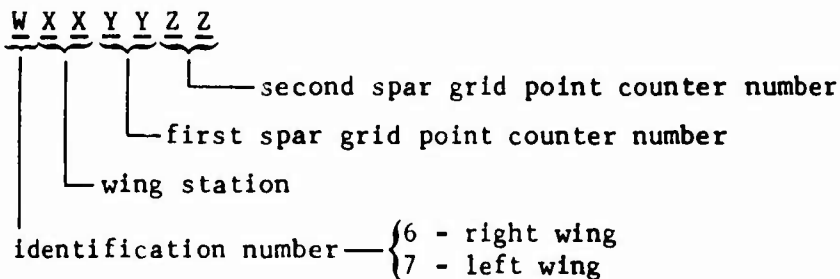 W X X Y Y Z Z
second spar grid point counter number
first spar grid point counter number
wing station
identification number
6 - right wing
7 - left wing